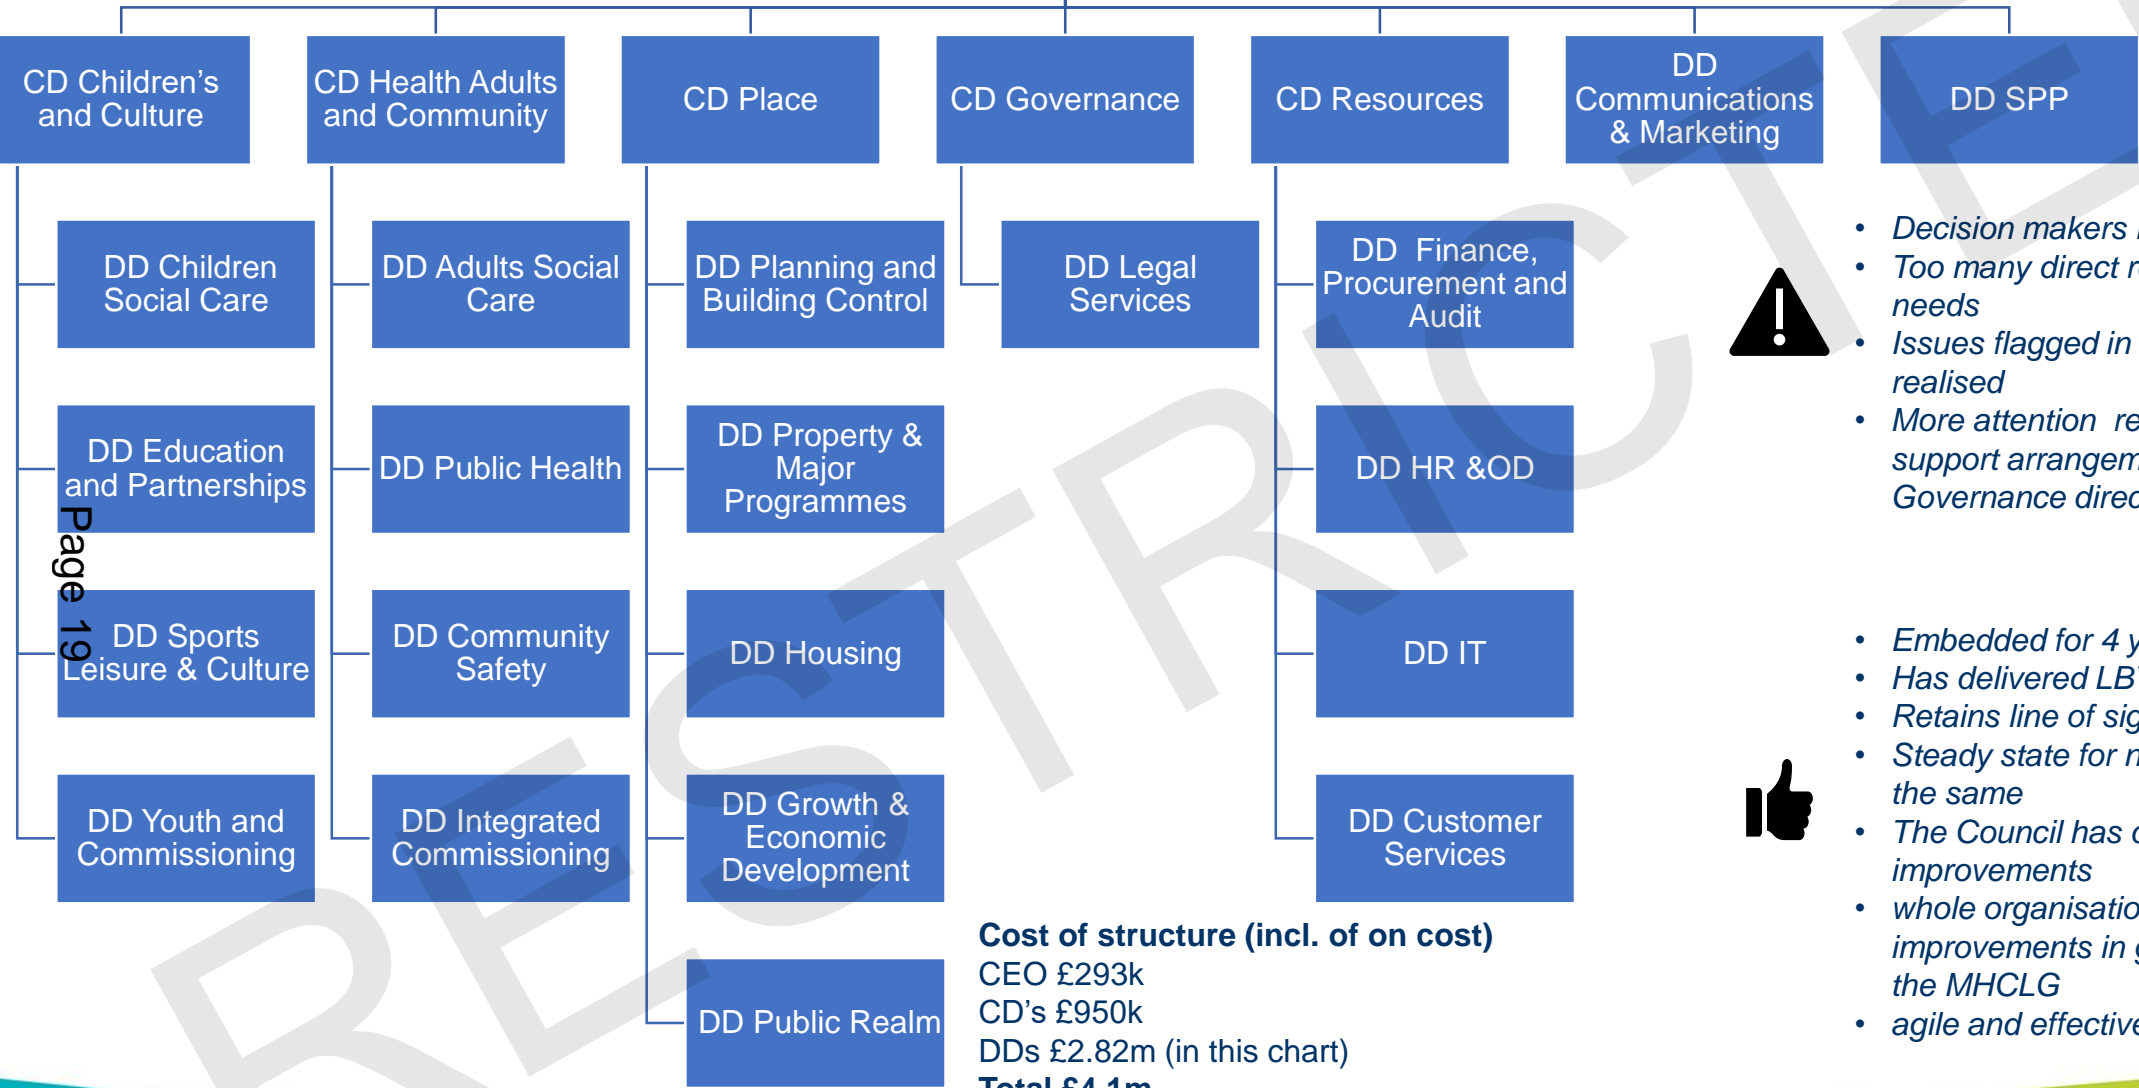 CD Children's
and Culture
CD Health Adults
and Community
CD Place
CD Governance
CD Resources
DD
Communications
& Marketing
DD SPP
DD Children
Social Care
DD Education
and Partnerships
DD Sports
Leisure & Culture
DD Youth and
Commissioning
DD Adults Social
Care
DD Public Health
DD Community
Safety
DD Integrated
Commissioning
DD Planning and
Building Control
DD Property &
Major
Programmes
DD Housing
DD Growth &
Economic
Development
DD Public Realm
DD Legal
Services
DD Finance,
Procurement and
Audit
DD HR &OD
DD IT
DD Customer
Services
Cost of structure (incl. of on cost)
CEO £293k
CD's £950k
DDs £2.82m (in this chart)
Total £4.1m
• Decision makers
• Too many direct
needs
• Issues flagged in
realised
• More attention
support
Governance
• Embedded for 4
• Has delivered
• Retains line of
• Steady state for
the same
• The Council has
improvements
• whole
improvements in
the MHCLG
• agile and effective
Page 19